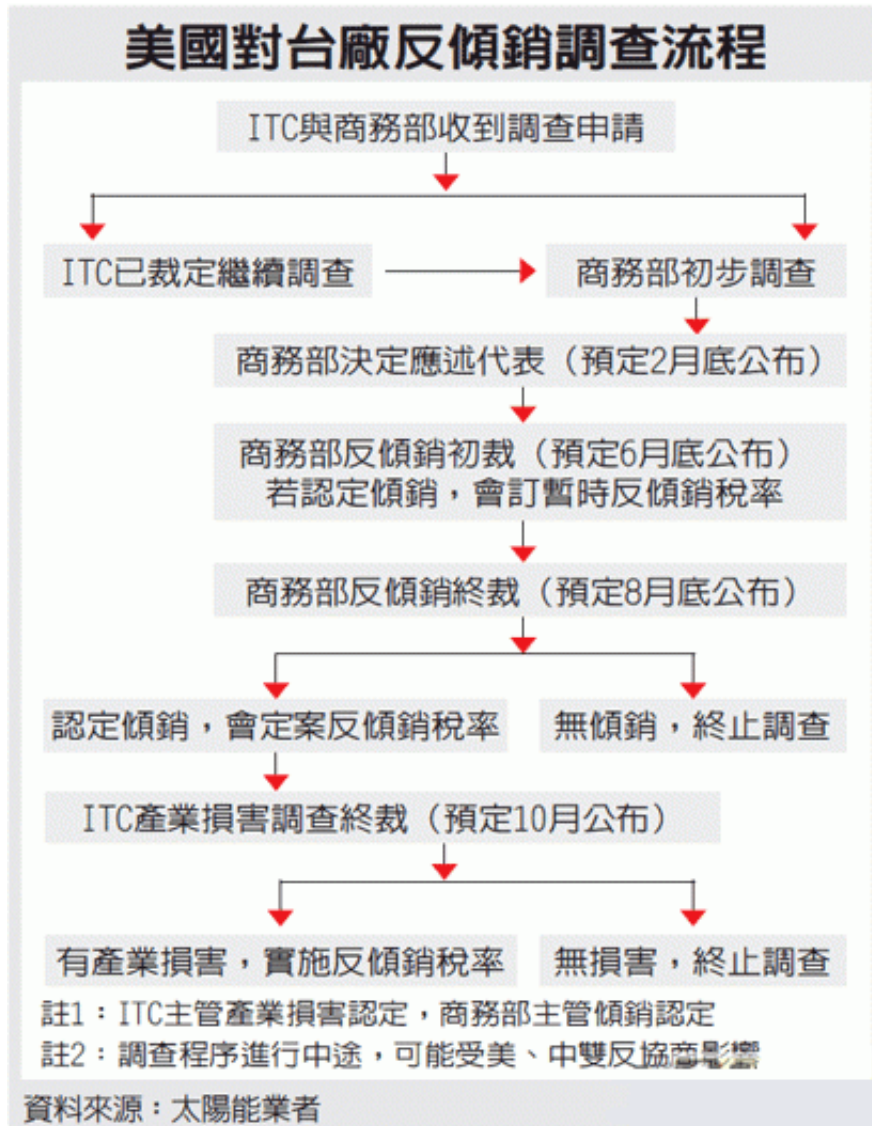 美國對台廠反傾銷調查流程
ITC與商務部收到調查申請
ITC已裁定繼續調查
商務部初步調查
商務部決定應述代表（預定2月底公布）
商務部反傾銷初裁（預定6月底公布）
若認定傾銷，會訂暫時反傾銷稅率
商務部反傾銷終裁（預定8月底公布）
認定傾銷，會定案反傾銷稅率
無傾銷，終止調查
ITC產業損害調查終裁（預定10月公布）
有產業損害，實施反傾銷稅率
無損害，終止調查
註1：ITC主管產業損害認定，商務部主管傾銷認定
註2：調查程序進行中途，可能受美、中雙反協商影響
資料來源：太陽能業者